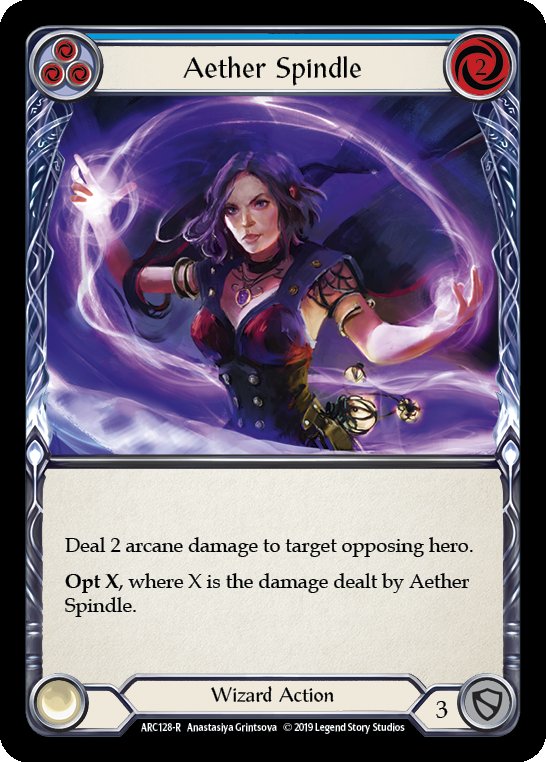 Aether Spindle
2
Deal 2 arcane damage to target opposing hero.
Opt X, where X is the damage dealt by Aether
Spindle.
Wizard Action
3
ARC128-R Anastasiya Grintsova © 2019 Legend Story Studios